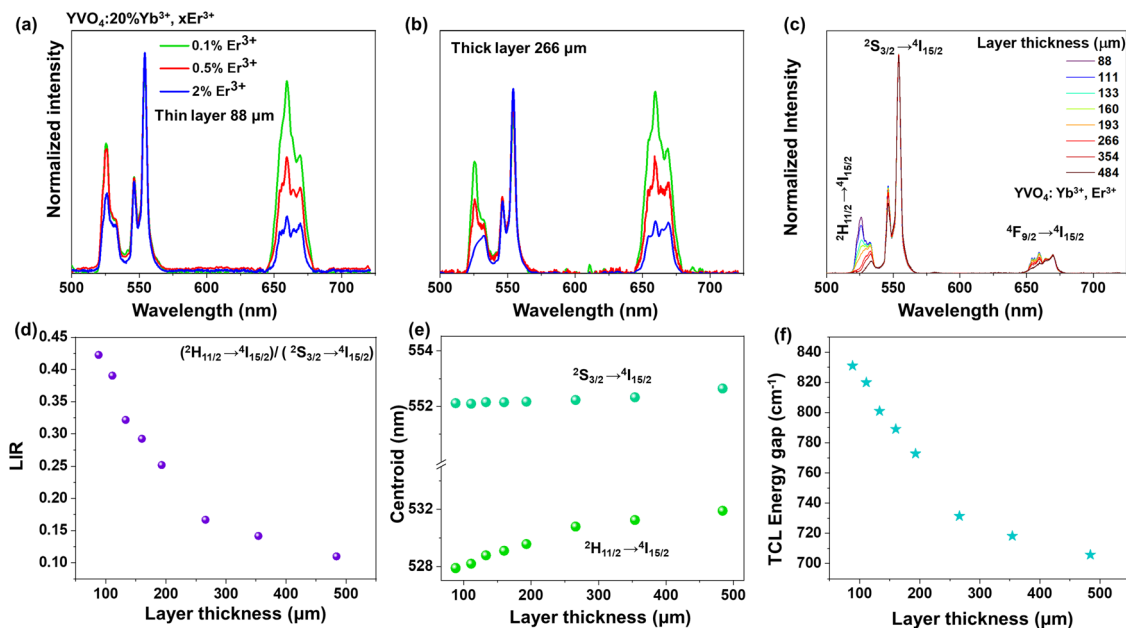 (a)
YVO₄:20%Yb³⁺, xEr³⁺
0.1% Er³⁺
0.5% Er³⁺
2% Er³⁺
Thin layer 88 µm
Normalized intensity
500 550 600 650 700
Wavelength (nm)
(b)
Thick layer 266 µm
500 550 600 650 700
Wavelength (nm)
(c)
²S₃/₂→⁴I₁₅/₂
Layer thickness (µm)
88
111
133
160
193
266
354
484
YVO₄: Yb³⁺, Er³⁺
²H₁₁/₂→⁴I₁₅/₂
⁴F₉/₂→⁴I₁₅/₂
Normalized Intensity
500 550 600 650 700
Wavelength (nm)
(d)
(²H₁₁/₂→⁴I₁₅/₂)/ ( ²S₃/₂→⁴I₁₅/₂)
LIR
0.45
0.40
0.35
0.30
0.25
0.20
0.15
0.10
100 200 300 400 500
Layer thickness (µm)
(e)
²S₃/₂→⁴I₁₅/₂
²H₁₁/₂→⁴I₁₅/₂
Centroid (nm)
554
552
531
528
100 200 300 400 500
Layer thickness (µm)
(f)
TCL Energy gap (cm⁻¹)
840
820
800
780
760
740
720
700
100 200 300 400 500
Layer thickness (µm)